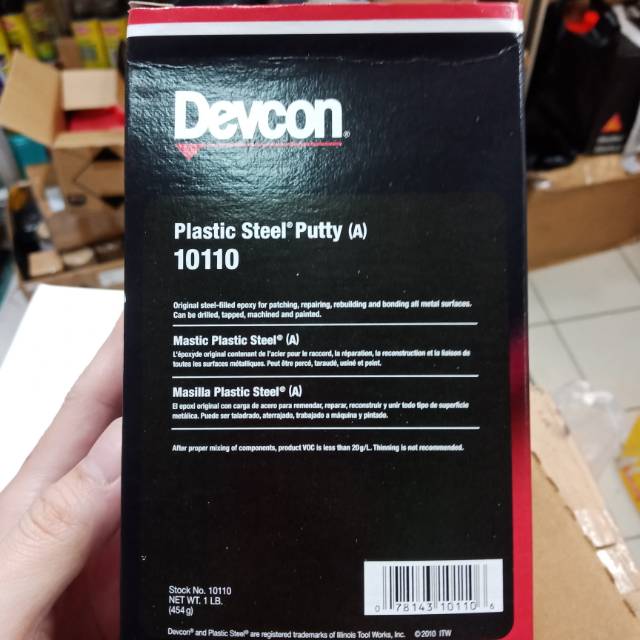 Devcon®
Plastic Steel® Putty (A)
10110
Original steel-filled epoxy for patching, repairing, rebuilding and bonding all metal surfaces.
Can be drilled, tapped, machined and painted.
Mastic Plastic Steel® (A)
L'époxyde original contenant de l'acier pour le raccord, la réparation, la reconstruction et la liaison de
toutes les surfaces métalliques. Peut être percé, taraudé, usiné et peint.
Masilla Plastic Steel® (A)
El epoxi original con carga de acero para remendar, reparar, reconstruir y unir todo tipo de superficie
metálica. Puede ser taladrado, aterrajado, trabajado a máquina y pintado.
After proper mixing of components, product VOC is less than 20g/L. Thinning is not recommended.
Stock No. 10110
NET WT. 1 LB.
(454 g)
0 78143 10110 6
Devcon® and Plastic Steel® are registered trademarks of Illinois Tool Works, Inc. ©2010 ITW